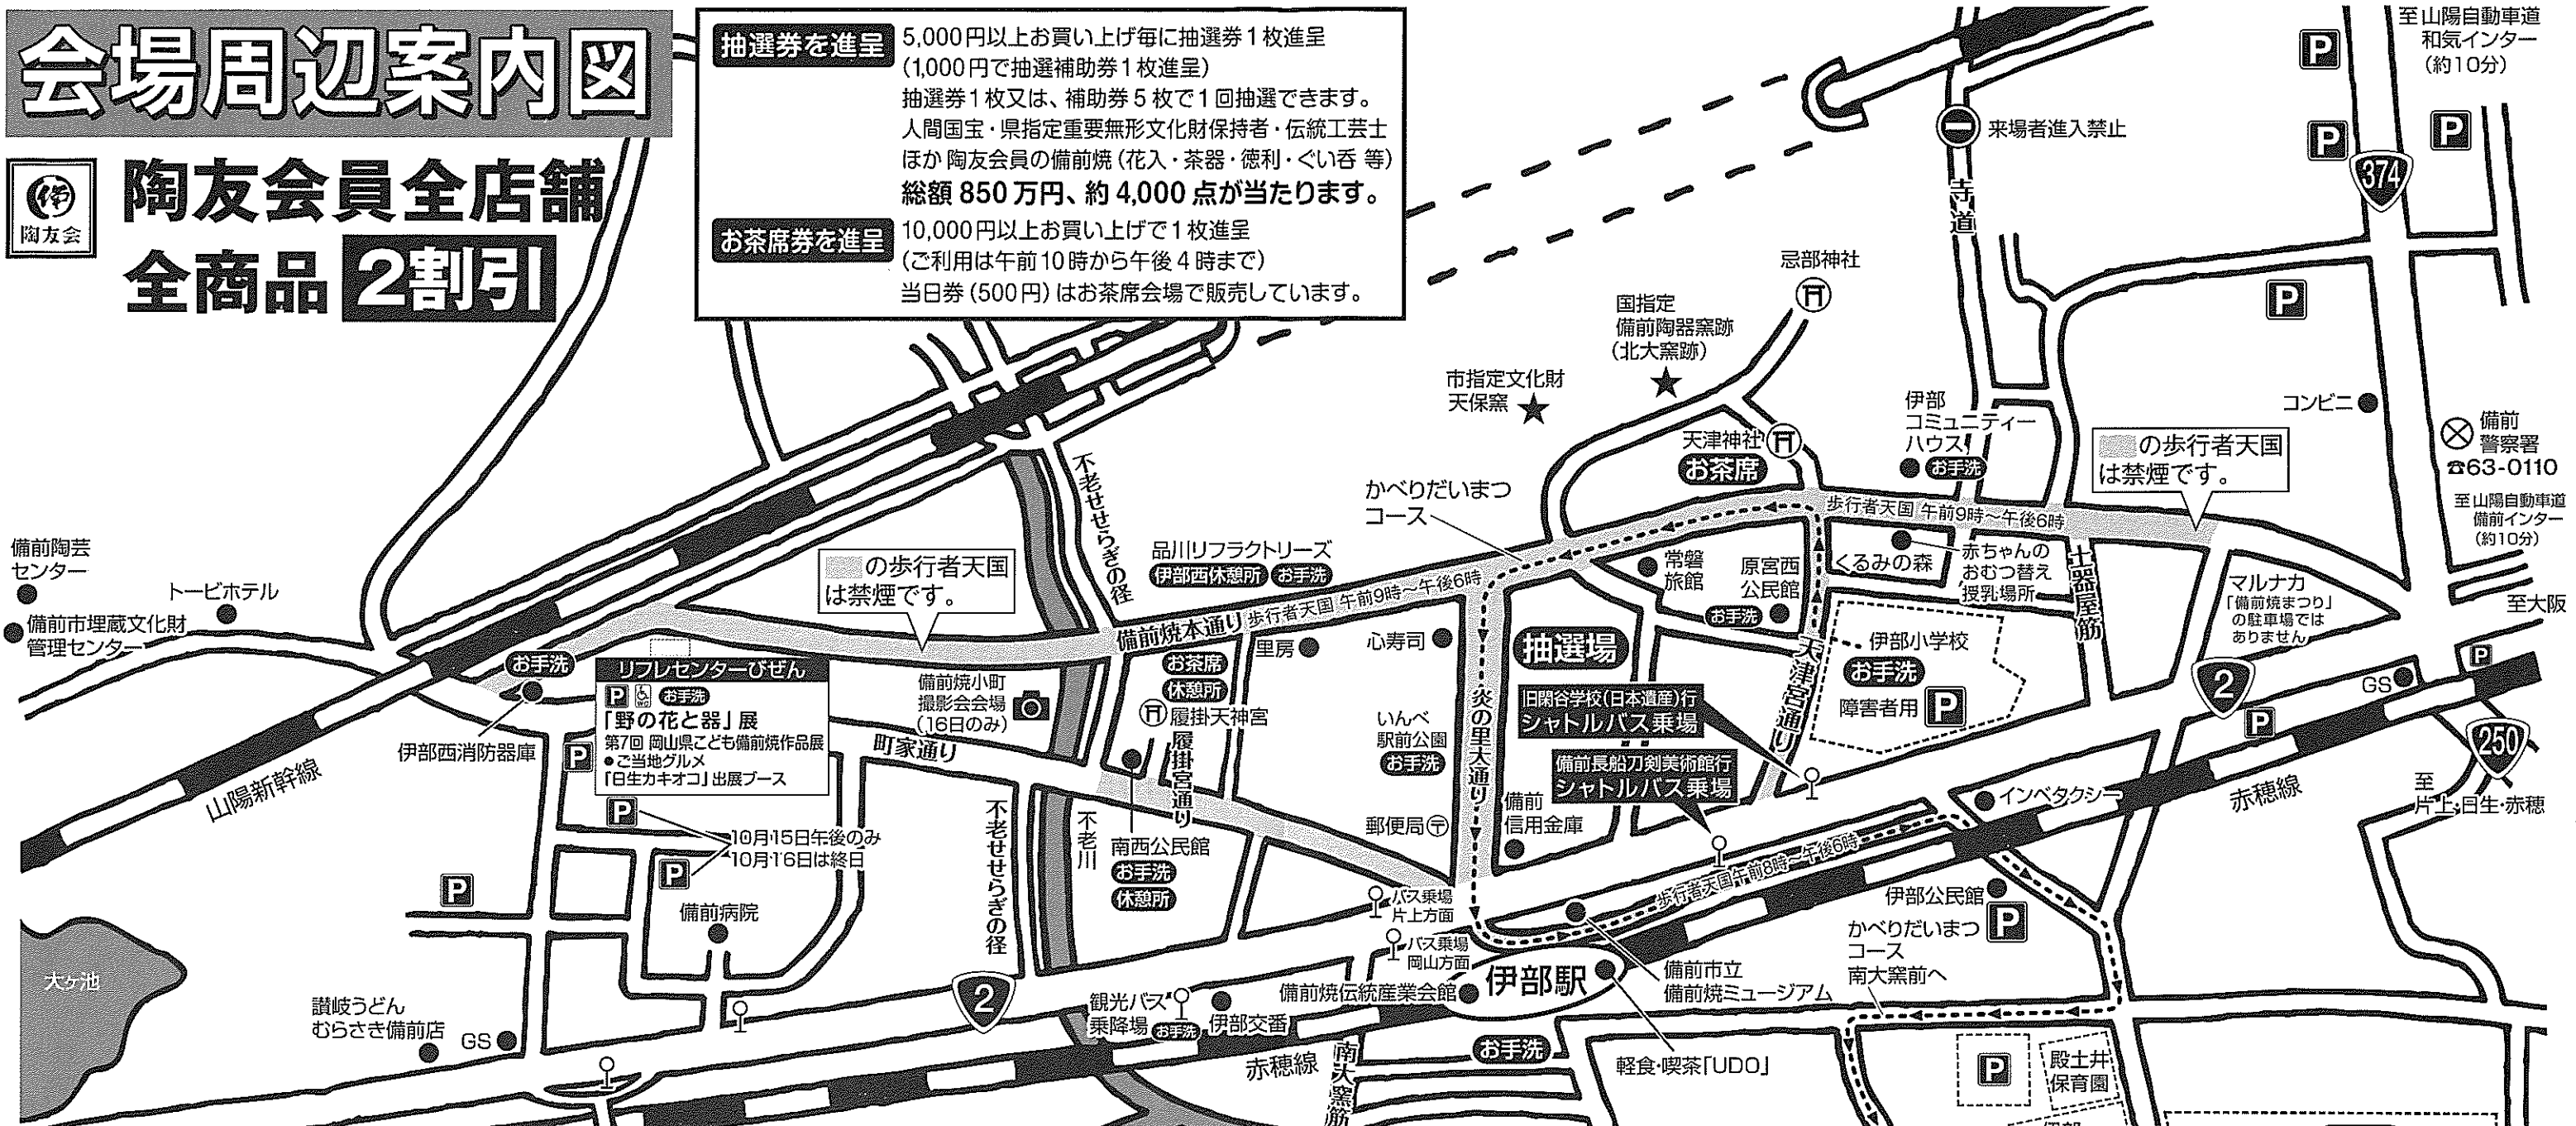 会場周辺案内図
備
陶友会
陶友会員全店舗
全商品 2割引
抽選券を進呈
5,000円以上お買い上げ毎に抽選券1枚進呈
(1,000円で抽選補助券1枚進呈)
抽選券1枚又は、補助券5枚で1回抽選できます。
人間国宝・県指定重要無形文化財保持者・伝統工芸士
ほか 陶友会員の備前焼(花入・茶器・徳利・ぐい呑 等)
総額850万円、約4,000点が当たります。
お茶席券を進呈
10,000円以上お買い上げで1枚進呈
(ご利用は午前10時から午後4時まで)
当日券(500円)はお茶席会場で販売しています。
至山陽自動車道
和気インター
(約10分)
P
P
P
374
来場者進入禁止
寺道
忌部神社
国指定
備前陶器窯跡
(北大窯跡)
市指定文化財
天保窯
P
コンビニ
備前
警察署
☎63-0110
至山陽自動車道
備前インター
(約10分)
至大阪
伊部
コミュニティー
ハウス
お手洗
天津神社
お茶席
の歩行者天国
は禁煙です。
かべりだいまつ
コース
歩行者天国 午前9時〜午後6時
不老せせらぎの径
品川リフラクトリーズ
伊部西休憩所 お手洗
常磐
旅館
原宮西
公民館
お手洗
くるみの森
赤ちゃんの
おむつ替え
授乳場所
土器屋筋
マルナカ
「備前焼まつり」
の駐車場では
ありません
備前陶芸
センター
トービホテル
備前市埋蔵文化財
管理センター
の歩行者天国
は禁煙です。
備前焼本通り 歩行者天国 午前9時〜午後6時
お手洗
伊部西消防器庫
リフレセンターびぜん
P WC お手洗
「野の花と器」展
第7回 岡山県こども備前焼作品展
●ご当地グルメ
「日生カキオコ」出展ブース
P
P
10月15日午後のみ
10月16日は終日
P
P
備前焼小町
撮影会会場
(16日のみ)
お茶席
休憩所
履掛天神宮
履掛宮通り
里房
心寿司
抽選場
炎の里大通り
いんべ
駅前公園
お手洗
旧閑谷学校(日本遺産)行
シャトルバス乗場
備前長船刀剣美術館行
シャトルバス乗場
天津宮通り
伊部小学校
お手洗
障害者用 P
2
GS
P
P
250
至
片上・日生・赤穂
山陽新幹線
町家通り
不老せせらぎの径
不老川
南西公民館
お手洗
休憩所
郵便局
備前
信用金庫
インベタクシー
赤穂線
歩行者天国午前8時〜午後6時
伊部公民館
P
かべりだいまつ
コース
南大窯前へ
バス乗場
片上方面
バス乗場
岡山方面
備前病院
大ヶ池
讃岐うどん
むらさき備前店
GS
2
観光バス
乗降場 お手洗
伊部交番
備前焼伝統産業会館
伊部駅
備前市立
備前焼ミュージアム
軽食・喫茶「UDO」
お手洗
赤穂線
南大窯筋
P
殿土井
保育園
伊部